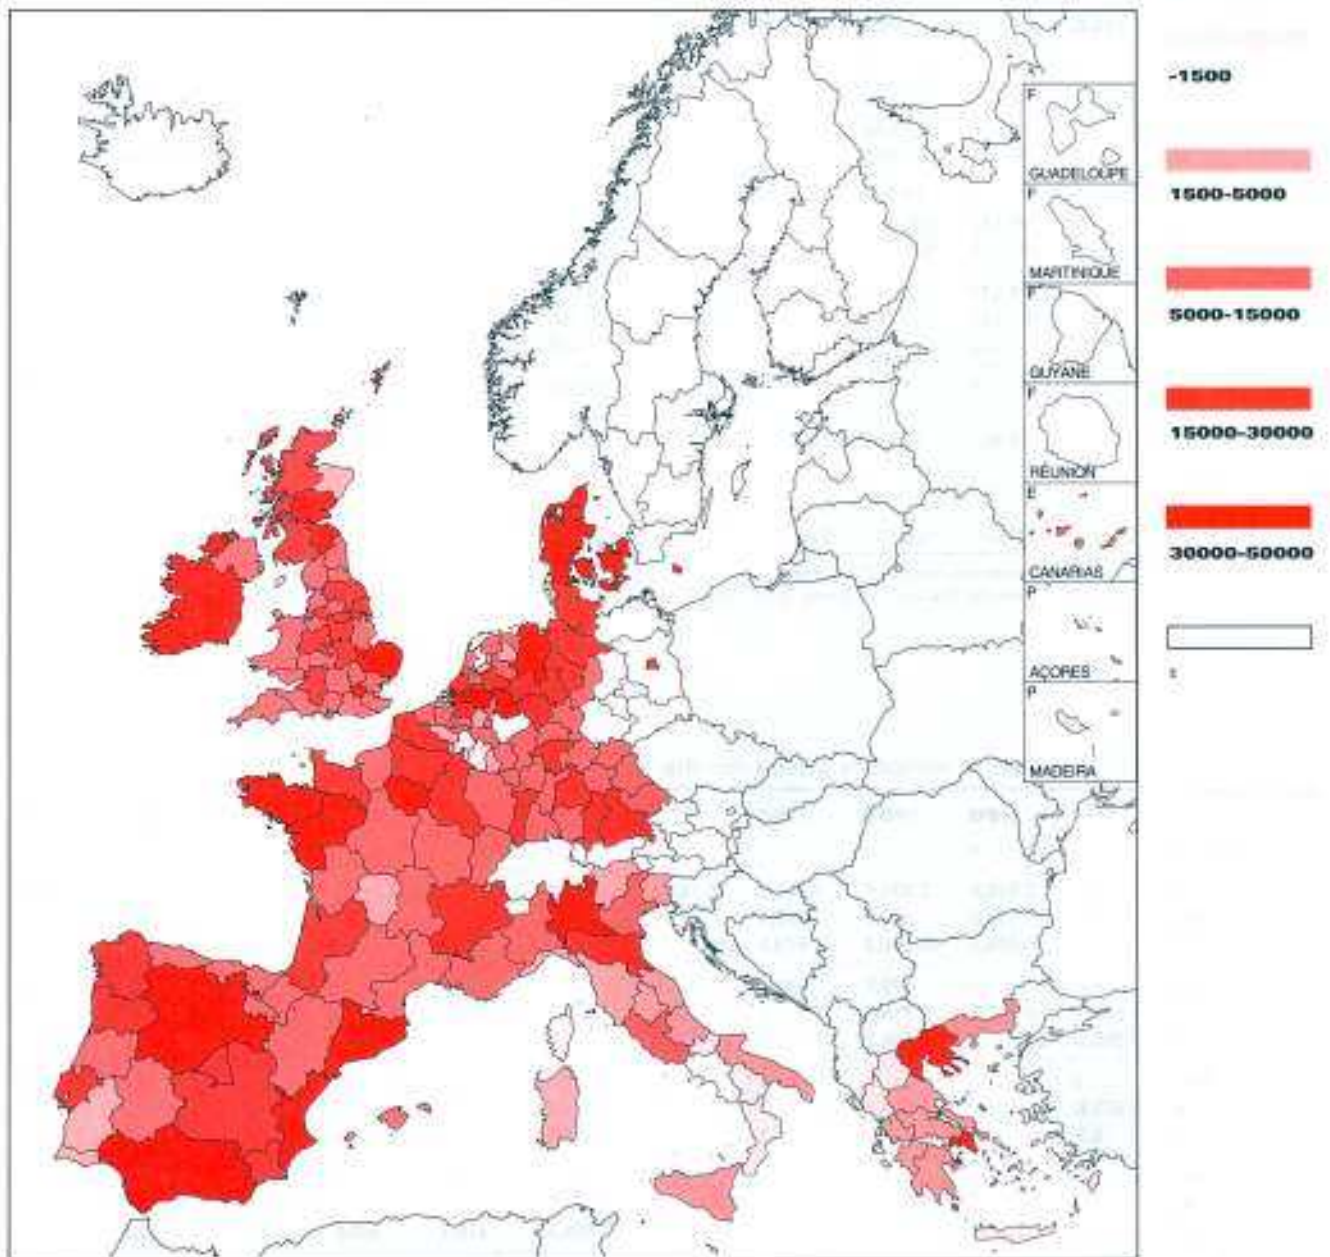 -1500
1500-5000
5000-15000
15000-30000
30000-50000
:
F
GUADELOUPE
F
MARTINIQUE
F
GUYANE
F
RÉUNION
E
CANARIAS
P
AÇORES
P
MADEIRA